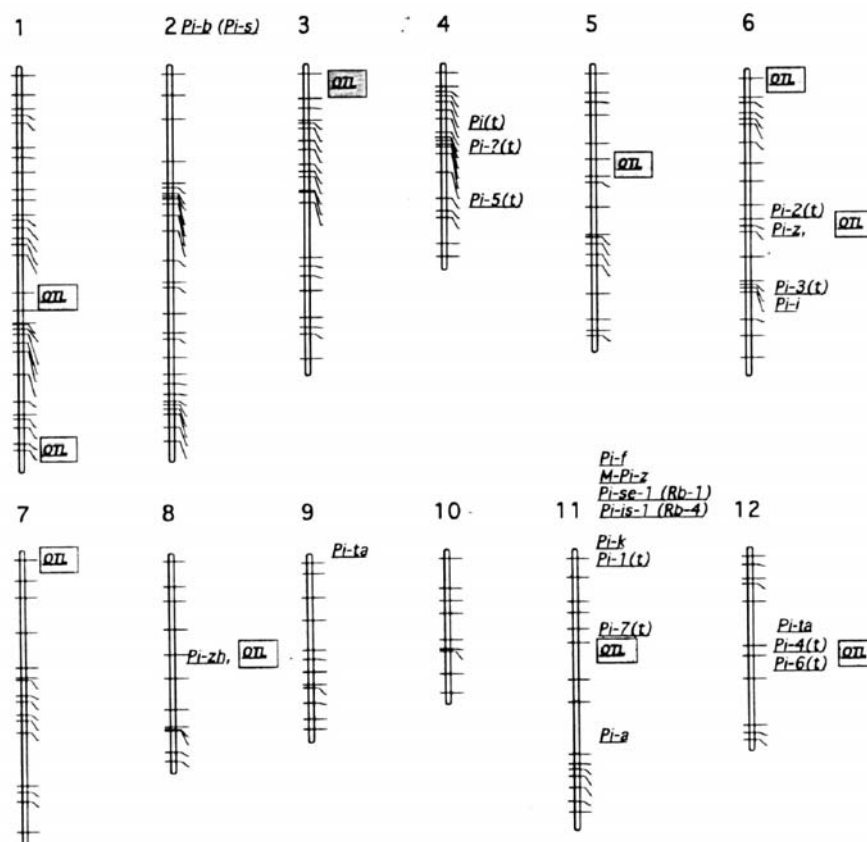 1
2 Pi-b (Pi-s)
3
4
5
6
QTL
QTL
Pi(t)
Pi-?(t)
QTL
Pi-5(t)
Pi-2(t)
Pi-z,
QTL
Pi-3(t)
Pi-i
QTL
QTL
Pi-f
M-Pi-z
Pi-se-1 (Rb-1)
Pi-is-1 (Rb-4)
7
8
9
10
11
12
QTL
Pi-ta
Pi-k
Pi-1(t)
Pi-zh,
QTL
Pi-7(t)
QTL
Pi-ta
Pi-4(t)
Pi-6(t)
QTL
Pi-a